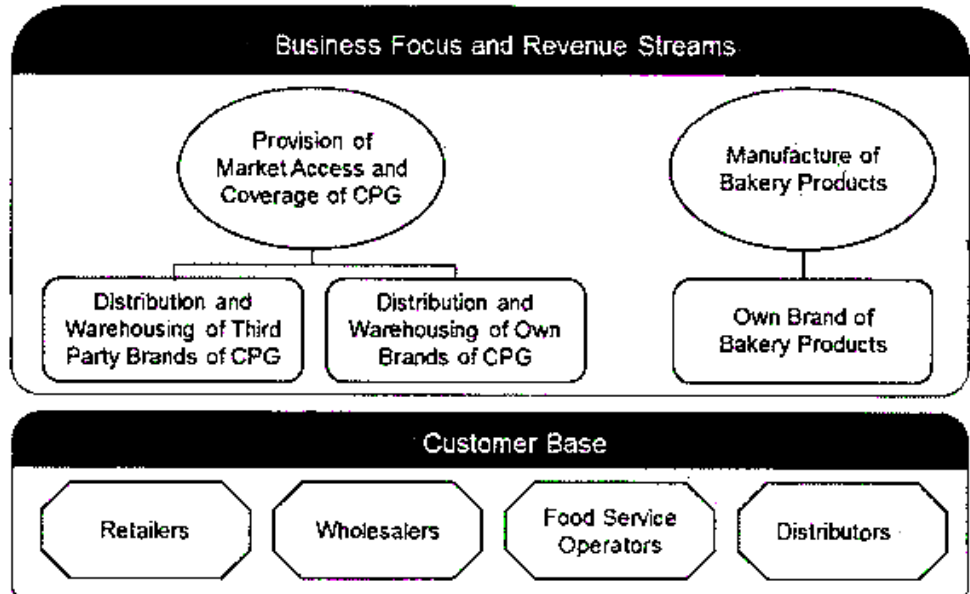 Business Focus and Revenue Streams
Provision of
Market Access and
Coverage of CPG
Manufacture of
Bakery Products
Distribution and
Warehousing of Third
Party Brands of CPG
Distribution and
Warehousing of Own
Brands of CPG
Own Brand of
Bakery Products
Customer Base
Retailers
Wholesalers
Food Service
Operators
Distributors